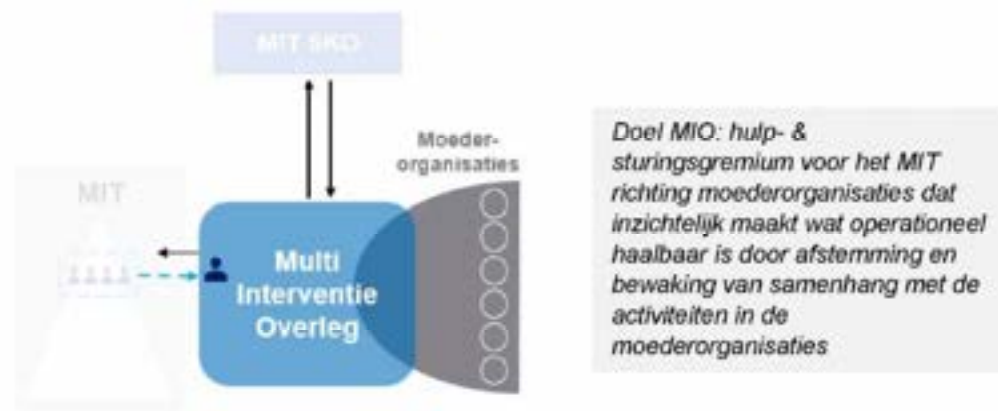 MIT SKO
Moeder-
organisaties
MIT
Multi
Interventie
Overleg
Doel MIO: hulp- &
sturingsgremium voor het MIT
richting moederorganisaties dat
inzichtelijk maakt wat operationeel
haalbaar is door afstemming en
bewaking van samenhang met de
activiteiten in de
moederorganisaties